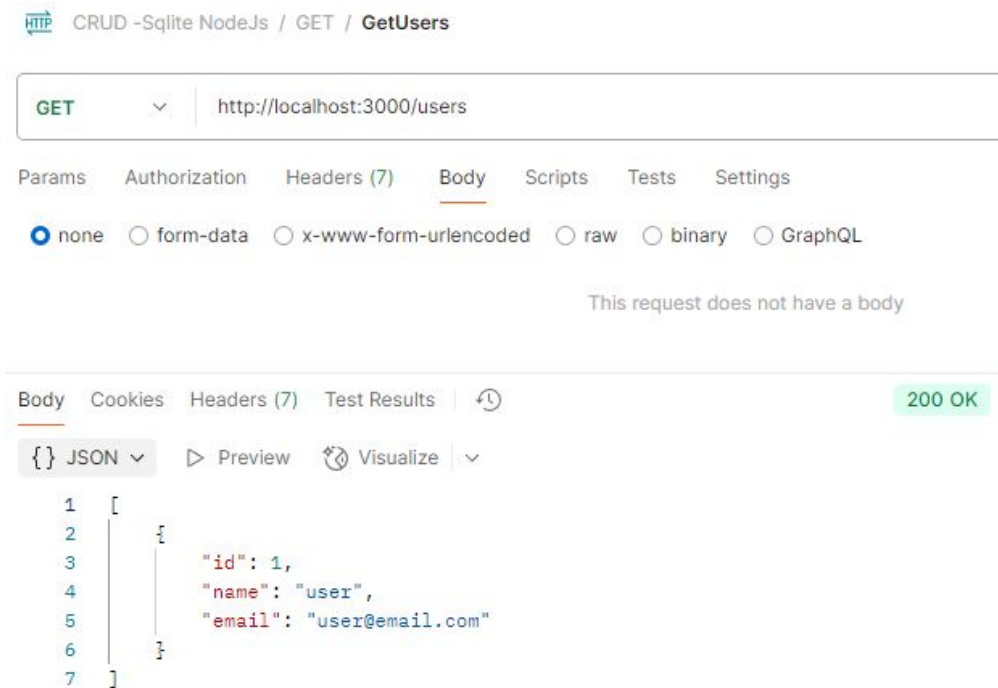 HTTP CRUD -Sqlite NodeJs / GET / GetUsers
GET http://localhost:3000/users
Params Authorization Headers (7) Body Scripts Tests Settings
none form-data x-www-form-urlencoded raw binary GraphQL
This request does not have a body
Body Cookies Headers (7) Test Results 200 OK
{} JSON Preview Visualize
1 [
2 {
3 "id": 1,
4 "name": "user",
5 "email": "user@email.com"
6 }
7 ]